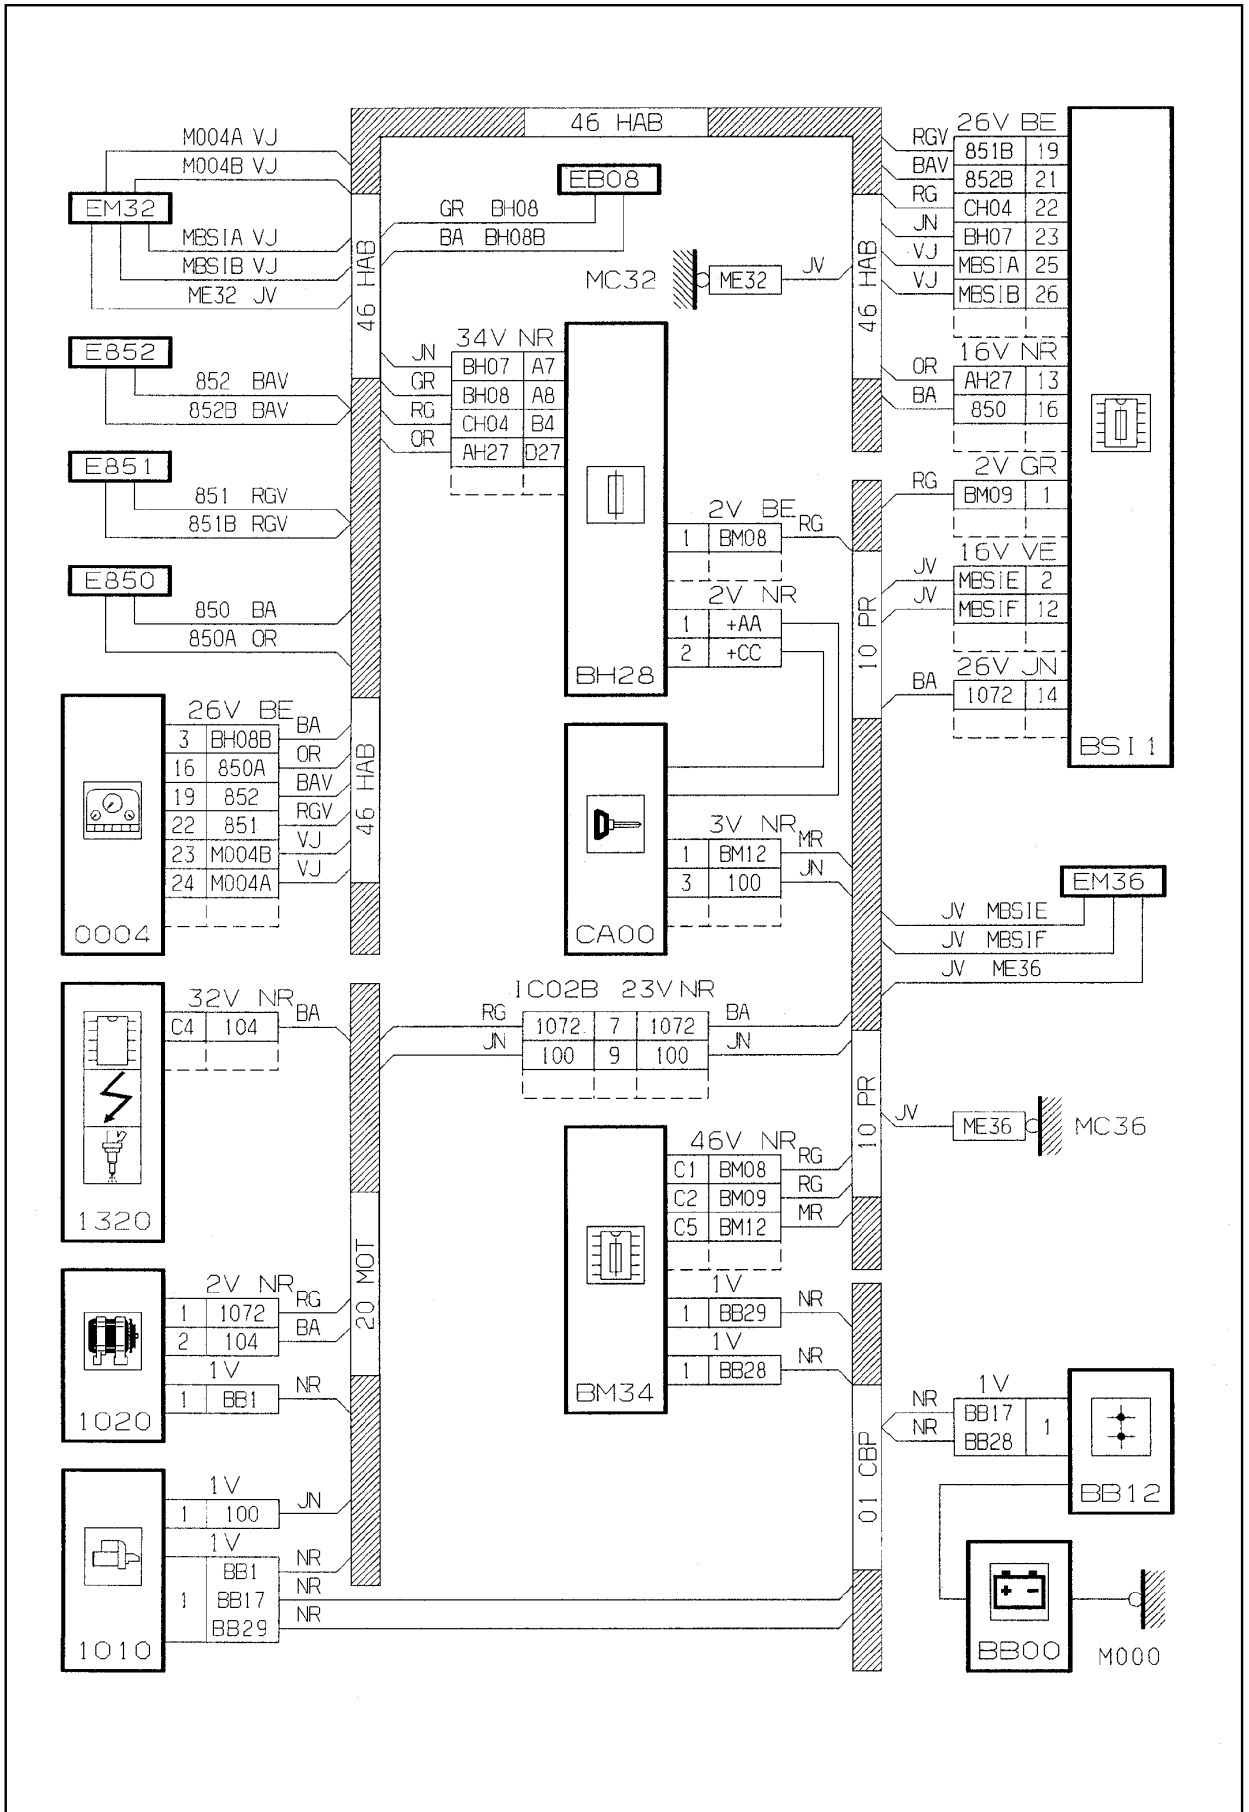 46 HAB
M004A VJ
M004B VJ
EM32
MBSIA VJ
MBSIB VJ
ME32 JV
46 HAB
EB08
GR BH08
BA BH08B
MC32
ME32
JV
46 HAB
26V BE
RGV 851B 19
BAV 852B 21
RG CH04 22
JN BH07 23
VJ MBSIA 25
VJ MBSIB 26
16V NR
OR AH27 13
BA 850 16
2V GR
RG BM09 1
16V VE
JV MBSIE 2
JV MBSIF 12
26V JN
BA 1072 14
BSI1
E852
852 BAV
852B BAV
E851
851 RGV
851B RGV
E850
850 BA
850A OR
34V NR
JN BH07 A7
GR BH08 A8
RG CH04 B4
OR AH27 D27
2V BE
1 BM08 RG
2V NR
1 +AA
2 +CC
BH28
10 PR
26V BE
3 BH08B BA
16 850A OR
19 852 BAV
22 851 RGV
23 M004B VJ
24 M004A VJ
0004
46 HAB
3V NR
1 BM12 MR
3 100 JN
CA00
EM36
JV MBSIE
JV MBSIF
JV ME36
32V NR
C4 104 BA
1320
IC02B 23V NR
RG 1072 7 1072 BA
JN 100 9 100 JN
10 PR
JV
ME36
MC36
46V NR
C1 BM08 RG
C2 BM09 RG
C5 BM12 MR
1V
1 BB29 NR
1V
1 BB28 NR
BM34
20 MOT
2V NR
1 1072 RG
2 104 BA
1V
1 BB1 NR
1020
01 CBP
1V
NR BB17 1
NR BB28
BB12
1V
1 100 JN
1V
BB1 NR
1 BB17 NR
BB29 NR
1010
+ -
BB00
M000